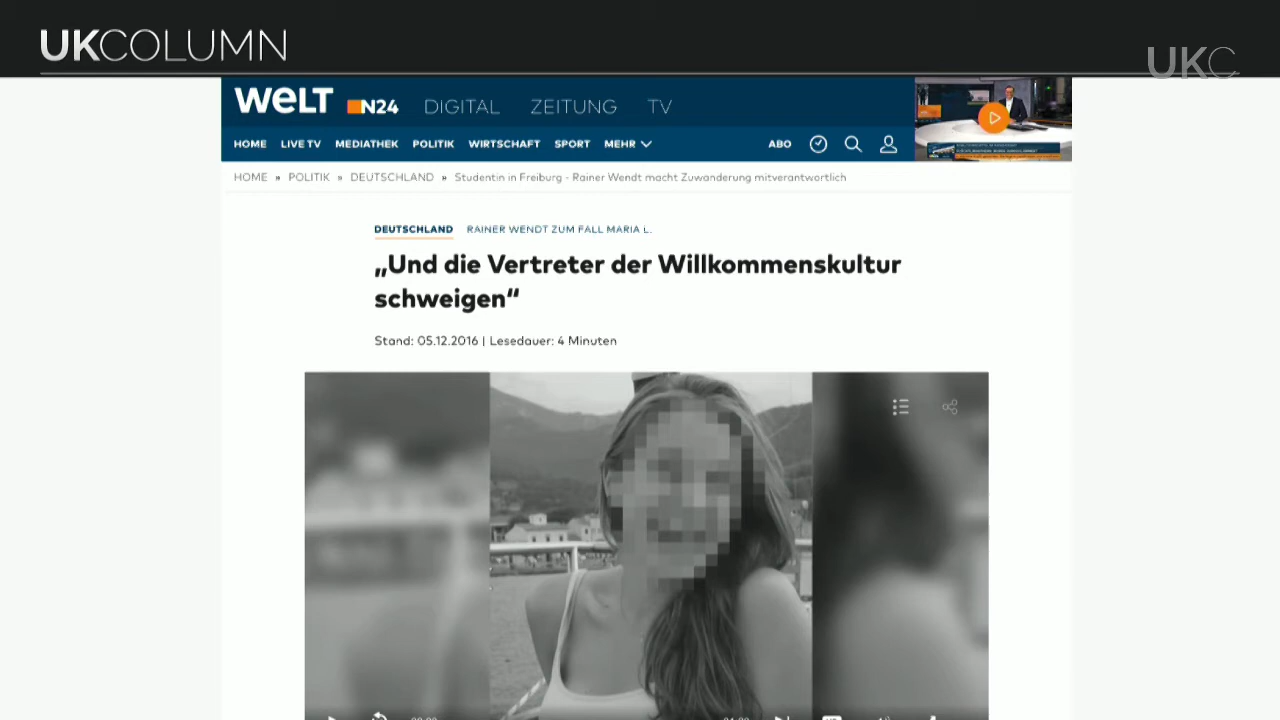 UKCOLUMN
UKC
WELT N24 DIGITAL ZEITUNG TV
HOME LIVE TV MEDIATHEK POLITIK WIRTSCHAFT SPORT MEHR ABO
HOME » POLITIK » DEUTSCHLAND » Studentin in Freiburg - Rainer Wendt macht Zuwanderung mitverantwortlich
DEUTSCHLAND RAINER WENDT ZUM FALL MARIA L.
„Und die Vertreter der Willkommenskultur
schweigen“
Stand: 05.12.2016 | Lesedauer: 4 Minuten